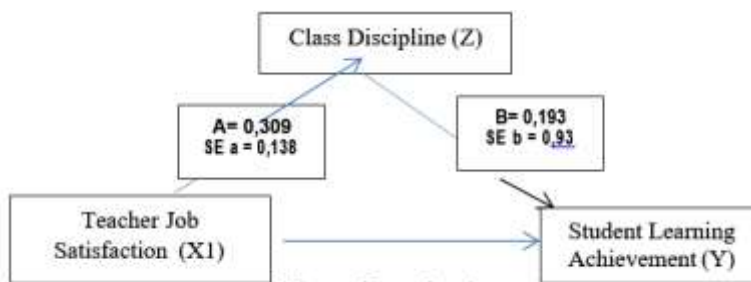 Class Discipline (Z)
A= 0,309
SE a = 0,138
B= 0,193
SE b = 0,93
Teacher Job
Satisfaction (X1)
Student Learning
Achievement (Y)